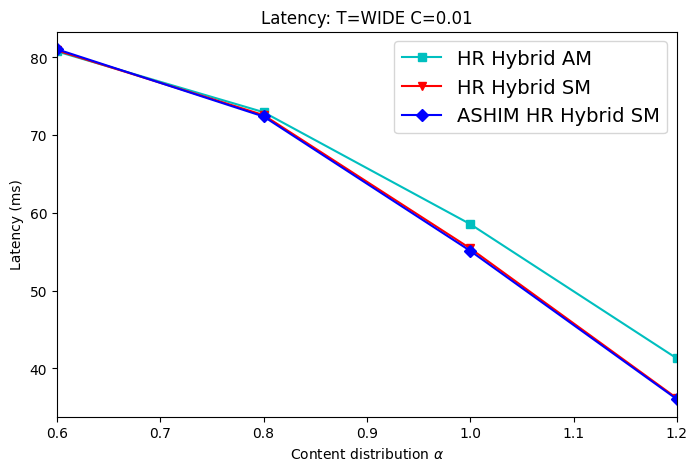 Latency: T=WIDE C=0.01
HR Hybrid AM
HR Hybrid SM
ASHIM HR Hybrid SM
Latency (ms)
80
70
60
50
40
0.6 0.7 0.8 0.9 1.0 1.1 1.2
Content distribution α